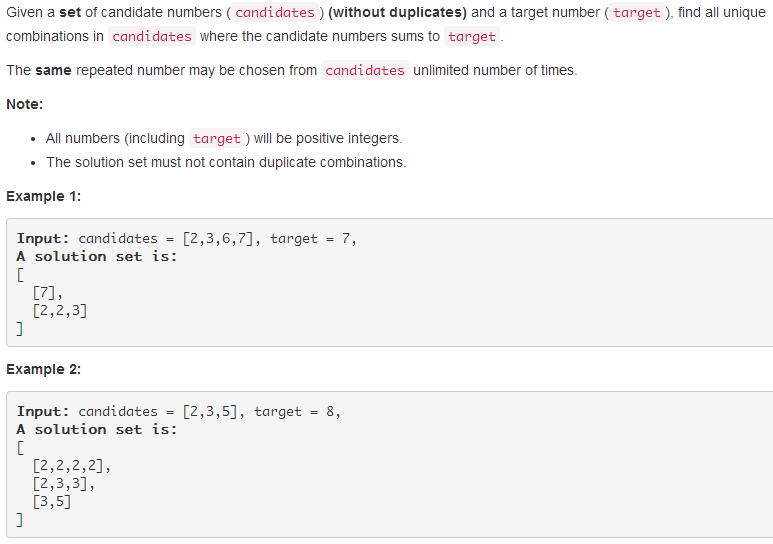 Given a set of candidate numbers ( candidates ) (without duplicates) and a target number ( target ), find all unique
combinations in candidates where the candidate numbers sums to target .
The same repeated number may be chosen from candidates unlimited number of times.
Note:
• All numbers (including target ) will be positive integers.
• The solution set must not contain duplicate combinations.
Example 1:
Input: candidates = [2,3,6,7], target = 7,
A solution set is:
[
  [7],
  [2,2,3]
]
Example 2:
Input: candidates = [2,3,5], target = 8,
A solution set is:
[
  [2,2,2,2],
  [2,3,3],
  [3,5]
]